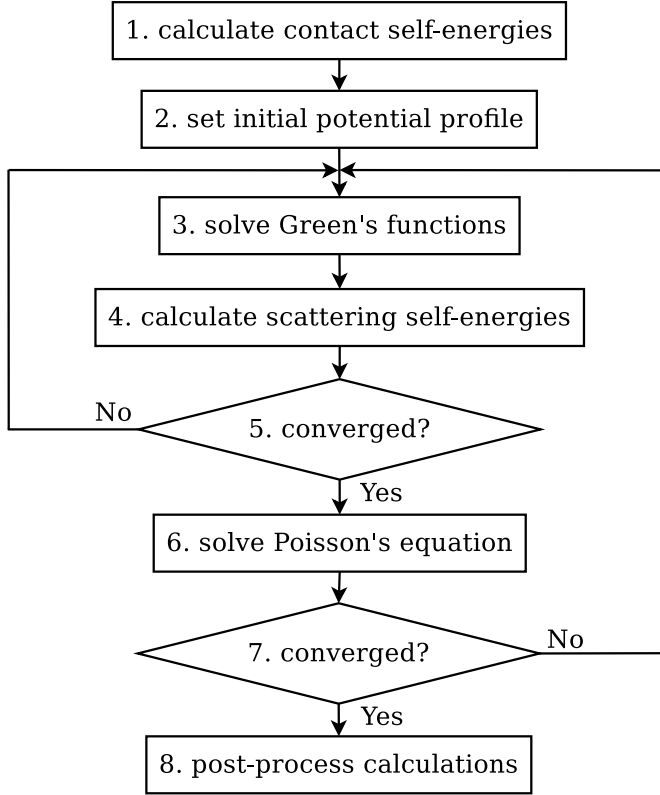 1. calculate contact self-energies
2. set initial potential profile
3. solve Green's functions
4. calculate scattering self-energies
No
5. converged?
Yes
6. solve Poisson's equation
7. converged?
No
Yes
8. post-process calculations